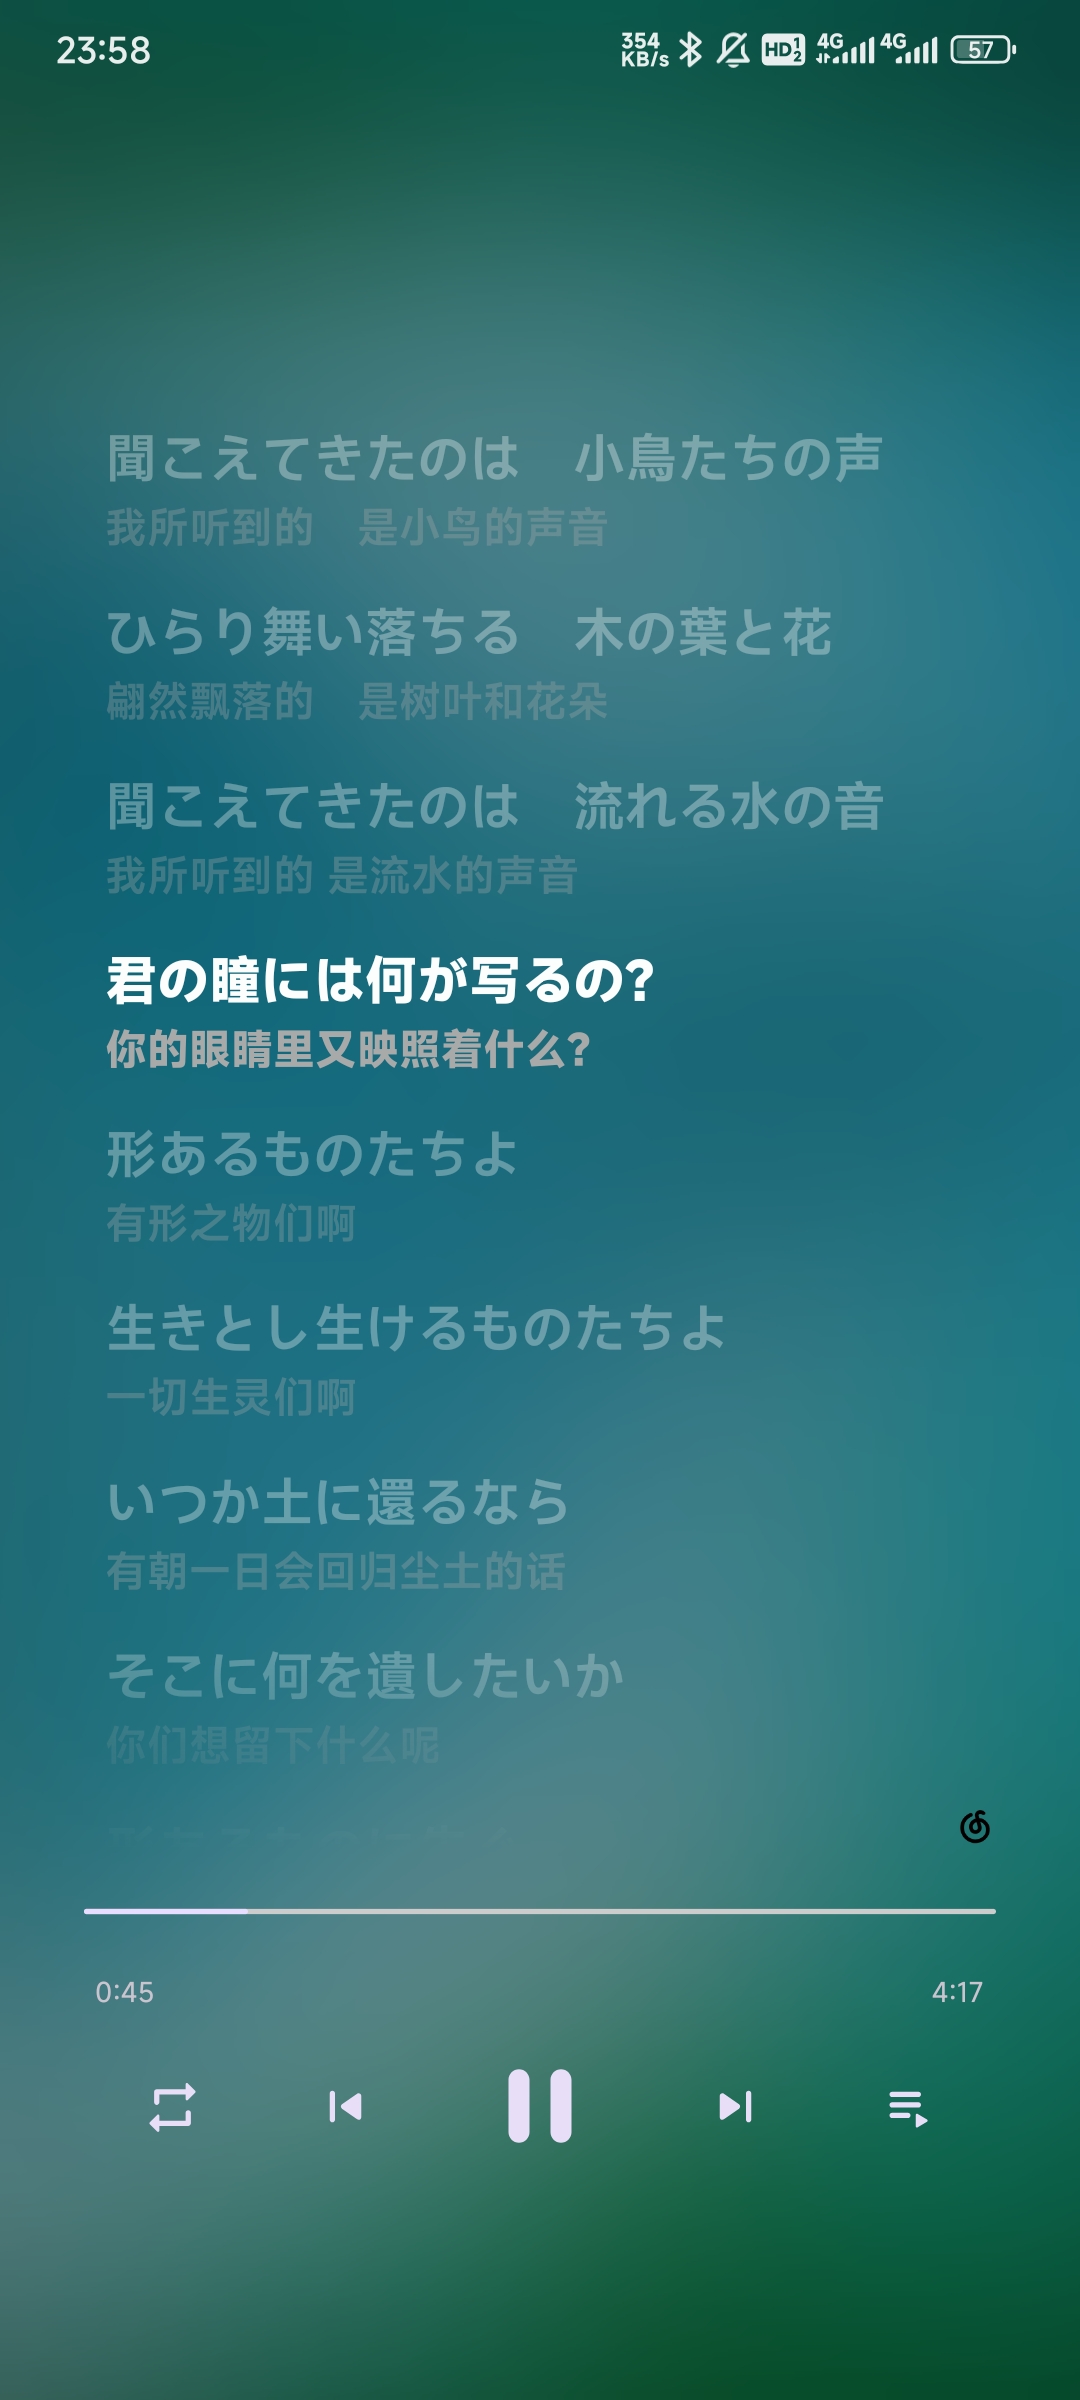 23:58
354 KB/s HD 1 2 4G 4G 57
聞こえてきたのは　小鳥たちの声
我所听到的　是小鸟的声音
ひらり舞い落ちる　木の葉と花
翩然飘落的　是树叶和花朵
聞こえてきたのは　流れる水の音
我所听到的 是流水的声音
君の瞳には何が写るの?
你的眼睛里又映照着什么?
形あるものたちよ
有形之物们啊
生きとし生けるものたちよ
一切生灵们啊
いつか土に還るなら
有朝一日会回归尘土的话
そこに何を遺したいか
你们想留下什么呢
0:45
4:17